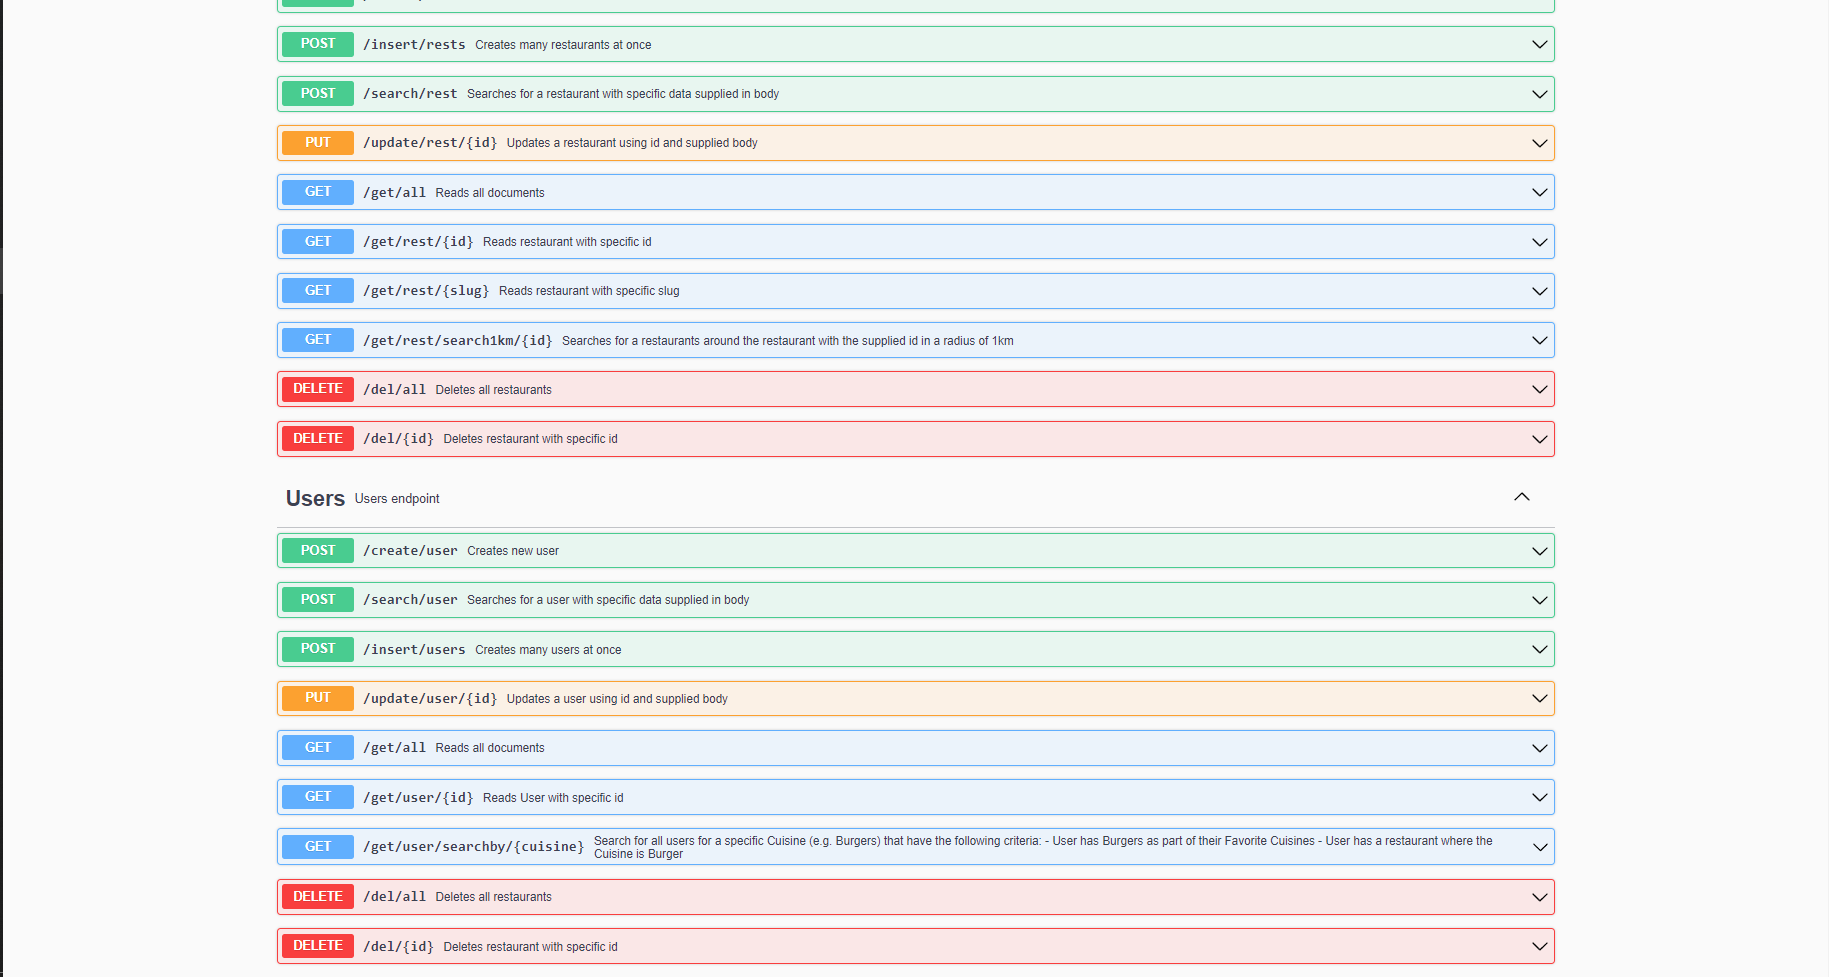 POST /insert/rests Creates many restaurants at once
POST /search/rest Searches for a restaurant with specific data supplied in body
PUT /update/rest/{id} Updates a restaurant using id and supplied body
GET /get/all Reads all documents
GET /get/rest/{id} Reads restaurant with specific id
GET /get/rest/{slug} Reads restaurant with specific slug
GET /get/rest/search1km/{id} Searches for a restaurants around the restaurant with the supplied id in a radius of 1km
DELETE /del/all Deletes all restaurants
DELETE /del/{id} Deletes restaurant with specific id
Users Users endpoint
POST /create/user Creates new user
POST /search/user Searches for a user with specific data supplied in body
POST /insert/users Creates many users at once
PUT /update/user/{id} Updates a user using id and supplied body
GET /get/all Reads all documents
GET /get/user/{id} Reads User with specific id
GET /get/user/searchby/{cuisine} Search for all users for a specific Cuisine (e.g. Burgers) that have the following criteria: - User has Burgers as part of their Favorite Cuisines - User has a restaurant where the
Cuisine is Burger
DELETE /del/all Deletes all restaurants
DELETE /del/{id} Deletes restaurant with specific id